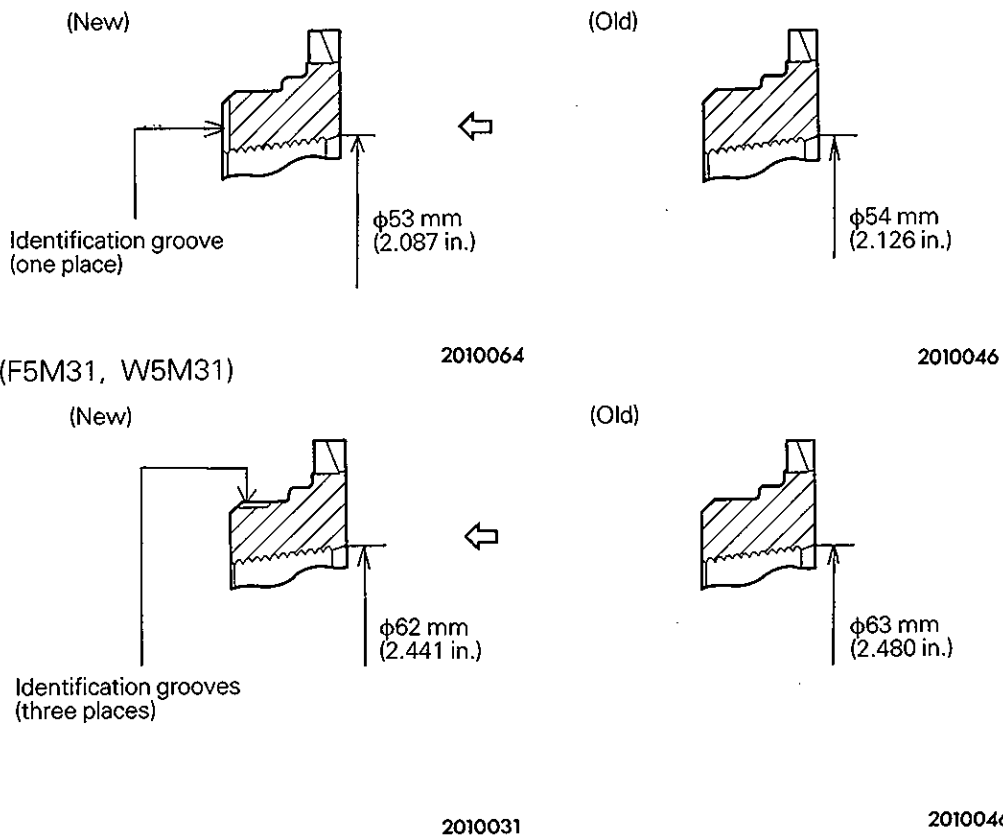 (New)
(Old)
Identification groove
(one place)
ϕ53 mm
(2.087 in.)
ϕ54 mm
(2.126 in.)
2010064
2010046
(F5M31, W5M31)
(New)
(Old)
ϕ62 mm
(2.441 in.)
ϕ63 mm
(2.480 in.)
Identification grooves
(three places)
2010031